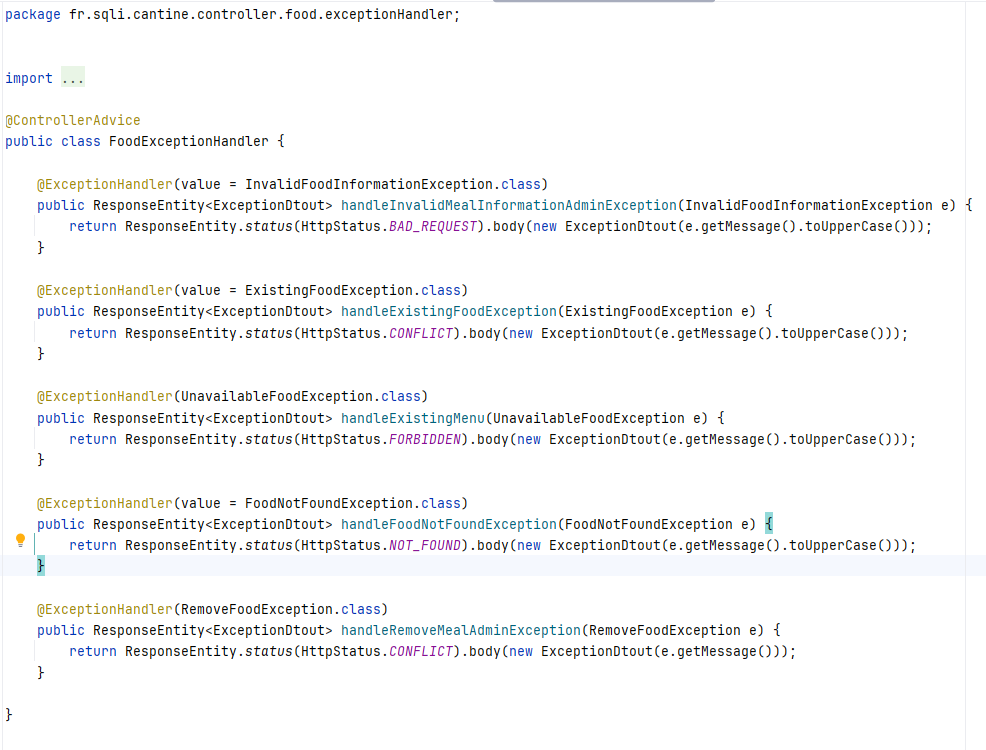 package fr.sqli.cantine.controller.food.exceptionHandler;
import ...
@ControllerAdvice
public class FoodExceptionHandler {
@ExceptionHandler(value = InvalidFoodInformationException.class)
public ResponseEntity<ExceptionDtout> handleInvalidMealInformationAdminException(InvalidFoodInformationException e) {
return ResponseEntity.status(HttpStatus.BAD_REQUEST).body(new ExceptionDtout(e.getMessage().toUpperCase()));
}
@ExceptionHandler(value = ExistingFoodException.class)
public ResponseEntity<ExceptionDtout> handleExistingFoodException(ExistingFoodException e) {
return ResponseEntity.status(HttpStatus.CONFLICT).body(new ExceptionDtout(e.getMessage().toUpperCase()));
}
@ExceptionHandler(UnavailableFoodException.class)
public ResponseEntity<ExceptionDtout> handleExistingMenu(UnavailableFoodException e) {
return ResponseEntity.status(HttpStatus.FORBIDDEN).body(new ExceptionDtout(e.getMessage().toUpperCase()));
}
@ExceptionHandler(value = FoodNotFoundException.class)
public ResponseEntity<ExceptionDtout> handleFoodNotFoundException(FoodNotFoundException e) {
return ResponseEntity.status(HttpStatus.NOT_FOUND).body(new ExceptionDtout(e.getMessage().toUpperCase()));
}
@ExceptionHandler(RemoveFoodException.class)
public ResponseEntity<ExceptionDtout> handleRemoveMealAdminException(RemoveFoodException e) {
return ResponseEntity.status(HttpStatus.CONFLICT).body(new ExceptionDtout(e.getMessage()));
}
}